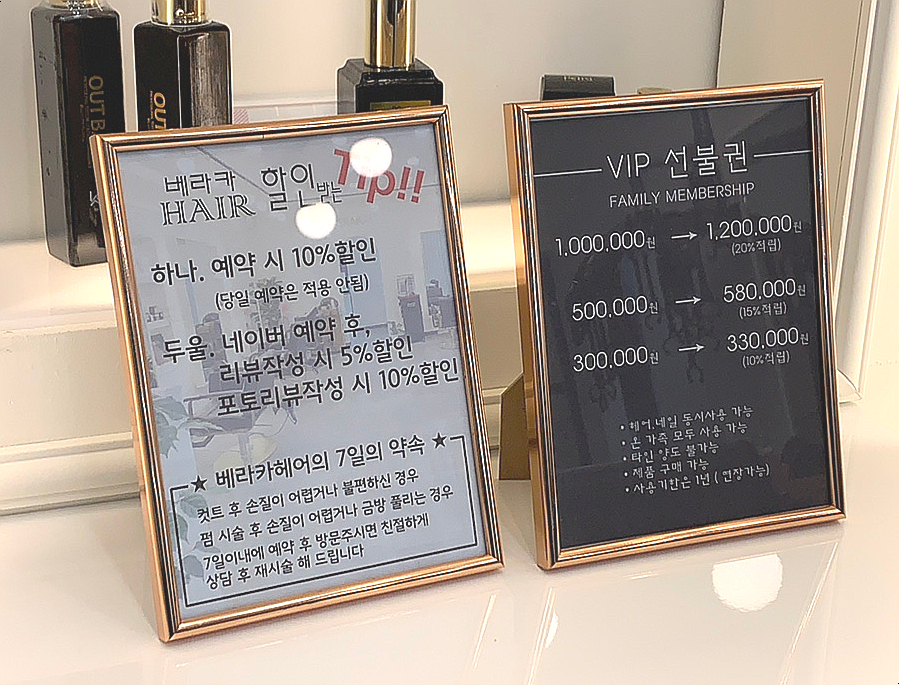 OUTB
OUT
베라카 할인받는 Tip!!
HAIR
하나. 예약 시 10%할인
(당일 예약은 적용 안됨)
두울. 네이버 예약 후,
리뷰작성 시 5%할인
포토리뷰작성 시 10%할인
★ 베라카헤어의 7일의 약속 ★
컷트 후 손질이 어렵거나 불편하신 경우
펌 시술 후 손질이 어렵거나 금방 풀리는 경우
7일이내에 예약 후 방문주시면 친절하게
상담 후 재시술 해 드립니다
VIP 선불권
FAMILY MEMBERSHIP
1,000,000원 → 1,200,000원
(20%적립)
500,000원 → 580,000원
(15%적립)
300,000원 → 330,000원
(10%적립)
• 헤어,네일 동시사용 가능
• 온 가족 모두 사용 가능
• 타인 양도 불가능
• 제품 구매 가능
• 사용기한은 1년 ( 연장가능)